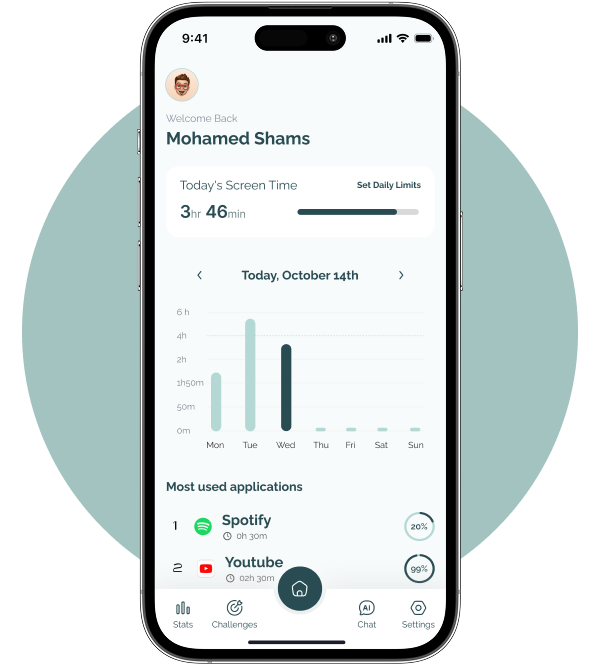 9:41
Welcome Back
Mohamed Shams
Today's Screen Time
Set Daily Limits
3hr 46min
Today, October 14th
6 h
4h
2h
1h50m
50m
0m
Mon Tue Wed Thu Fri Sat Sun
Most used applications
1 Spotify
0h 30m
20%
2 Youtube
02h 30m
99%
Stats Challenges
AI
Chat Settings